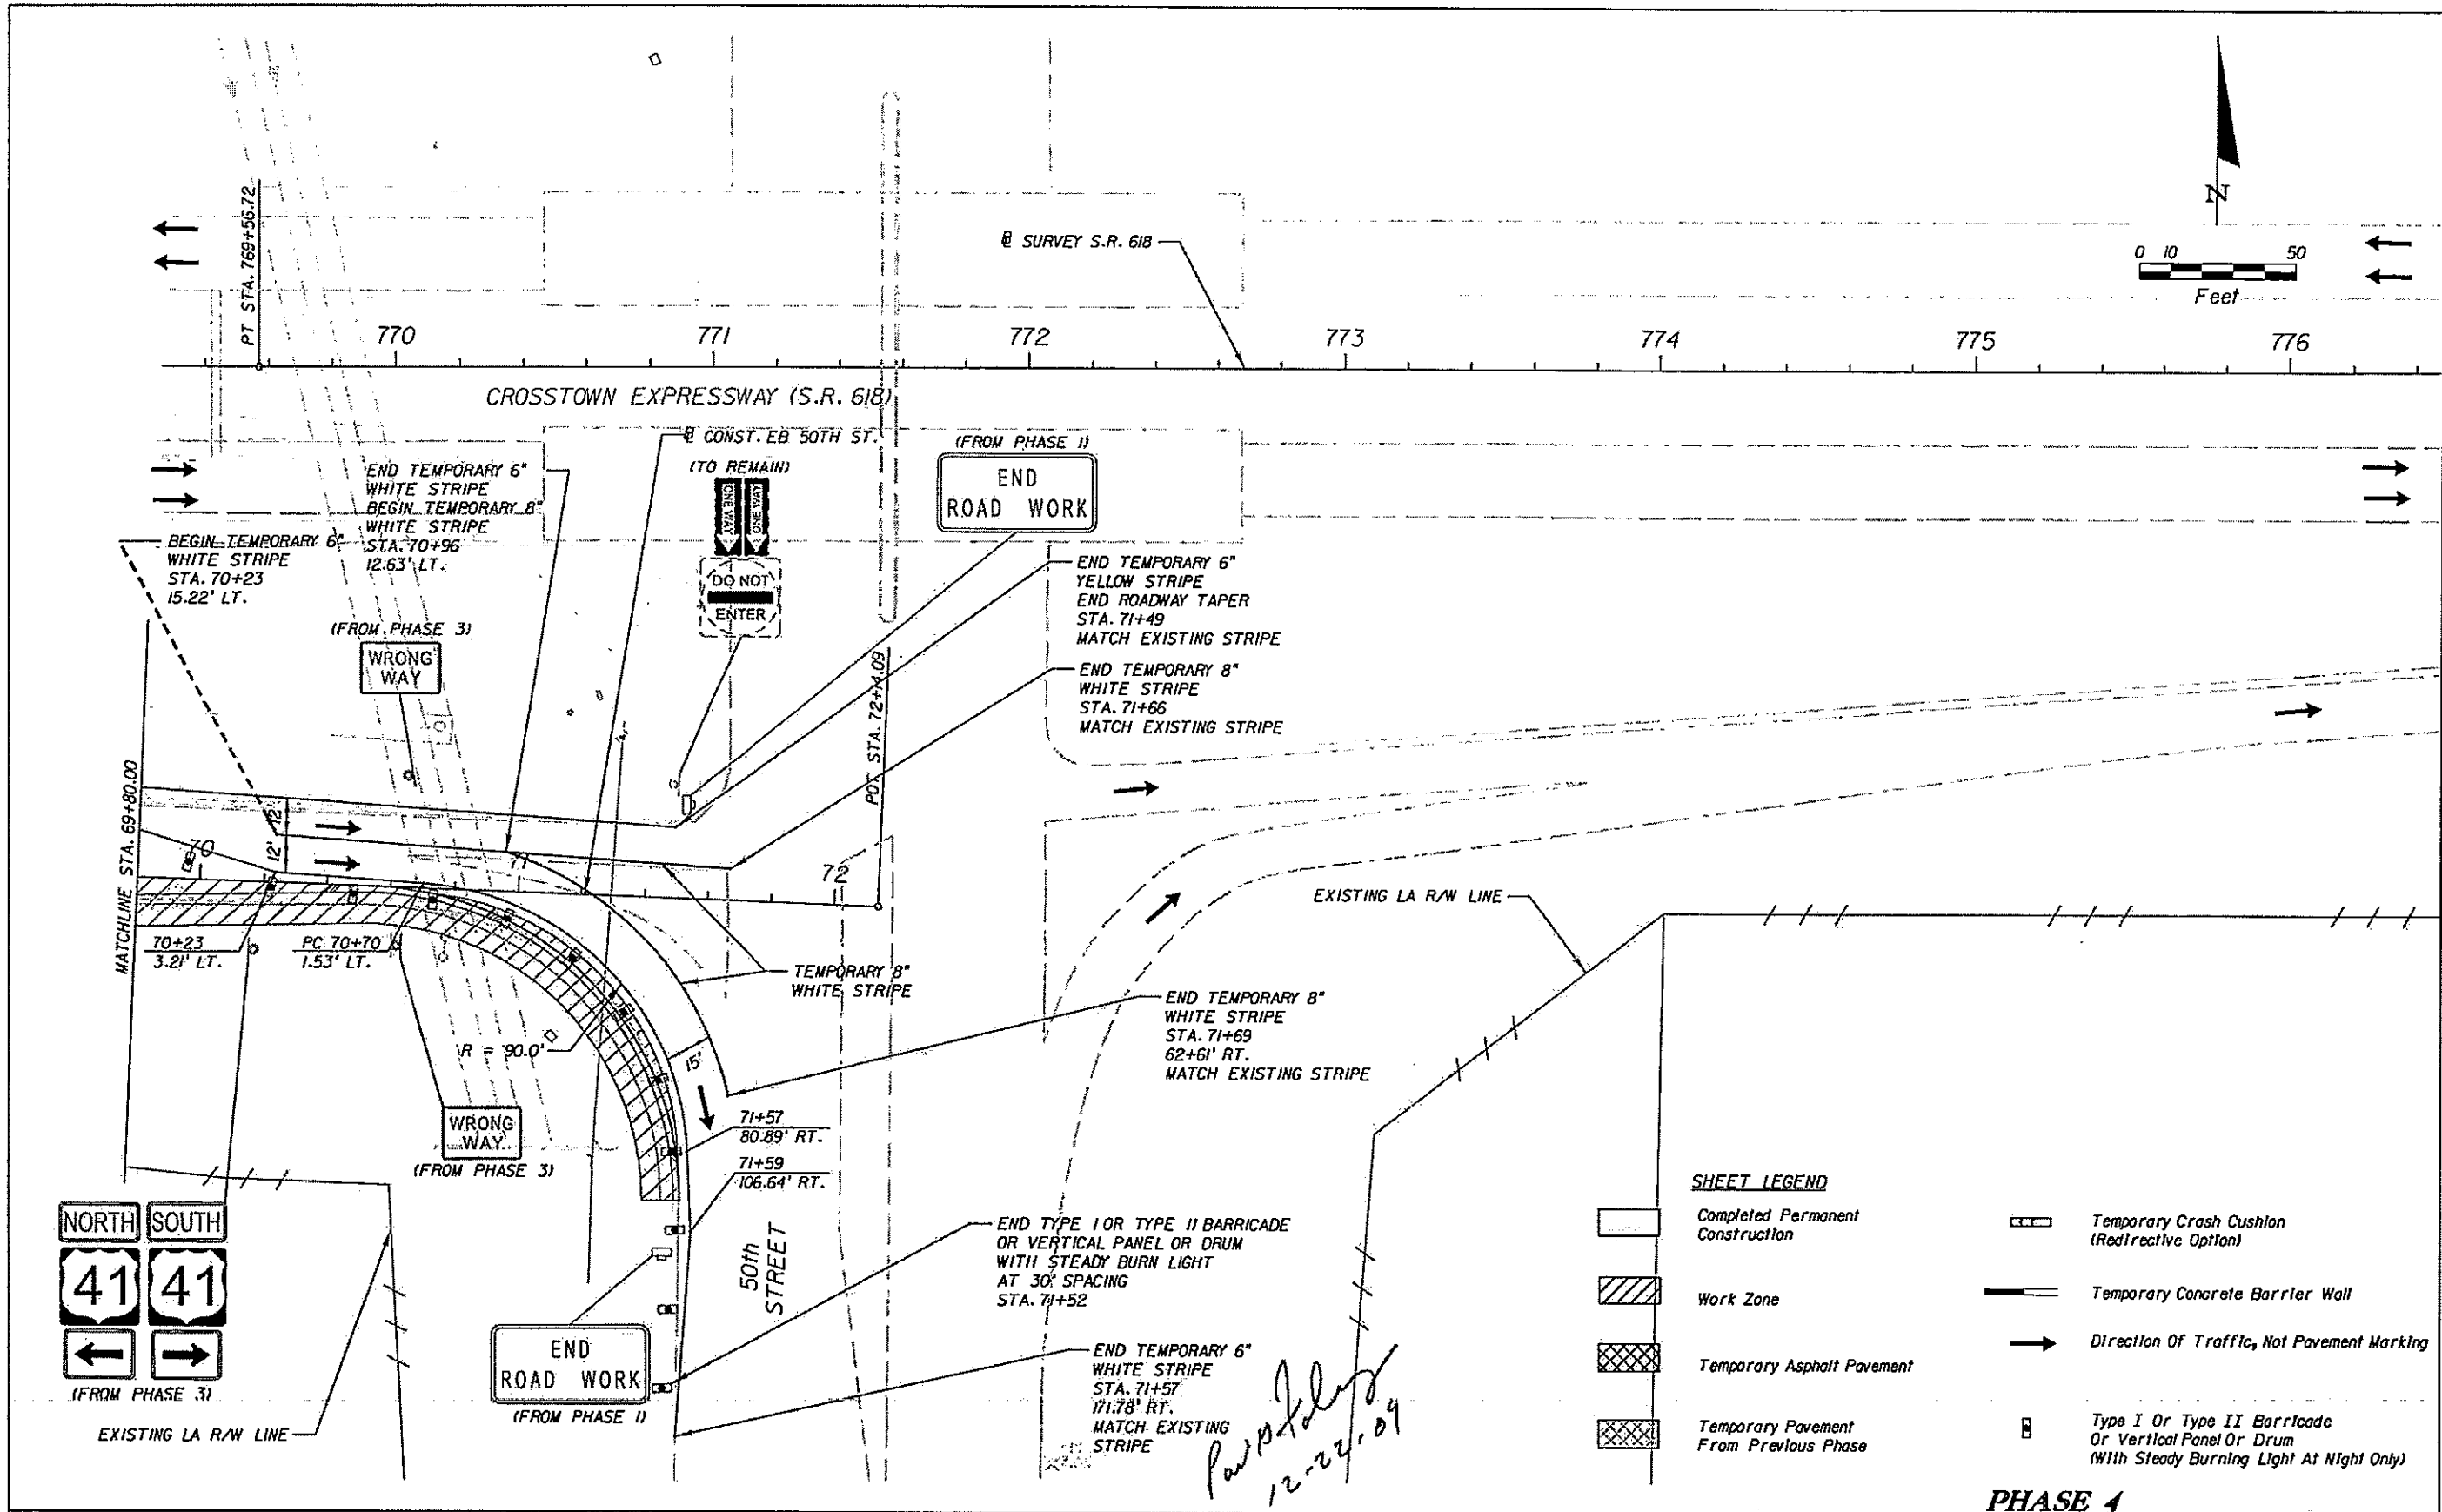 PT STA. 769+56.72
℄ SURVEY S.R. 618
N
0 10 50
Feet
770 771 772 773 774 775 776
CROSSTOWN EXPRESSWAY (S.R. 618)
℄ CONST. EB 50TH ST.
(TO REMAIN)
ONE WAY
ONE WAY
DO NOT
ENTER
(FROM PHASE 1)
END
ROAD WORK
END TEMPORARY 6"
WHITE STRIPE
BEGIN TEMPORARY 8"
WHITE STRIPE
STA. 70+96
12.63' LT.
BEGIN TEMPORARY 6"
WHITE STRIPE
STA. 70+23
15.22' LT.
(FROM PHASE 3)
WRONG
WAY
END TEMPORARY 6"
YELLOW STRIPE
END ROADWAY TAPER
STA. 71+49
MATCH EXISTING STRIPE
END TEMPORARY 8"
WHITE STRIPE
STA. 71+66
MATCH EXISTING STRIPE
POT STA. 72+14.09
MATCHLINE STA. 69+80.00
12'
12'
70
71
72
70+23
3.21' LT.
PC 70+70
1.53' LT.
TEMPORARY 8"
WHITE STRIPE
EXISTING LA R/W LINE
R = 90.0'
15'
END TEMPORARY 8"
WHITE STRIPE
STA. 71+69
62+61' RT.
MATCH EXISTING STRIPE
WRONG
WAY
(FROM PHASE 3)
71+57
80.89' RT.
71+59
106.64' RT.
50th
STREET
NORTH SOUTH
41 41
(FROM PHASE 3)
EXISTING LA R/W LINE
END
ROAD WORK
(FROM PHASE 1)
END TYPE I OR TYPE II BARRICADE
OR VERTICAL PANEL OR DRUM
WITH STEADY BURN LIGHT
AT 30' SPACING
STA. 71+52
END TEMPORARY 6"
WHITE STRIPE
STA. 71+57
171.78' RT.
MATCH EXISTING
STRIPE
12-22-09
SHEET LEGEND
Completed Permanent
Construction
Work Zone
Temporary Asphalt Pavement
Temporary Pavement
From Previous Phase
Temporary Crash Cushion
(Redirective Option)
Temporary Concrete Barrier Wall
Direction Of Traffic, Not Pavement Marking
Type I Or Type II Barricade
Or Vertical Panel Or Drum
(With Steady Burning Light At Night Only)
PHASE 4